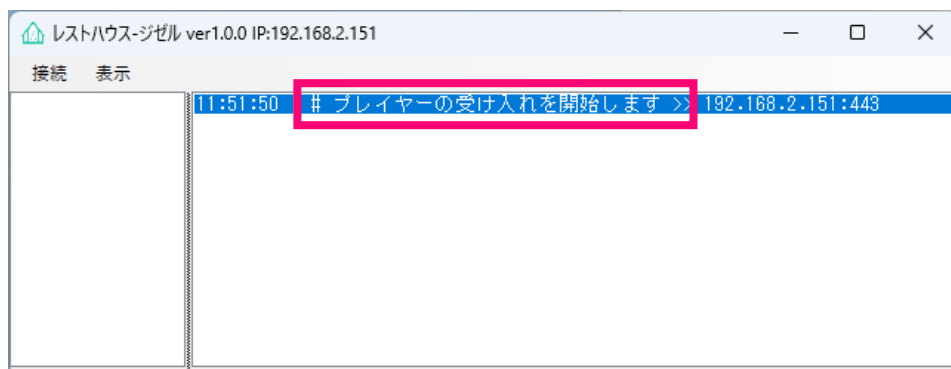 レストハウス-ジゼル ver1.0.0 IP:192.168.2.151
接続 表示
11:51:50 # プレイヤーの受け入れを開始します >> 192.168.2.151:443